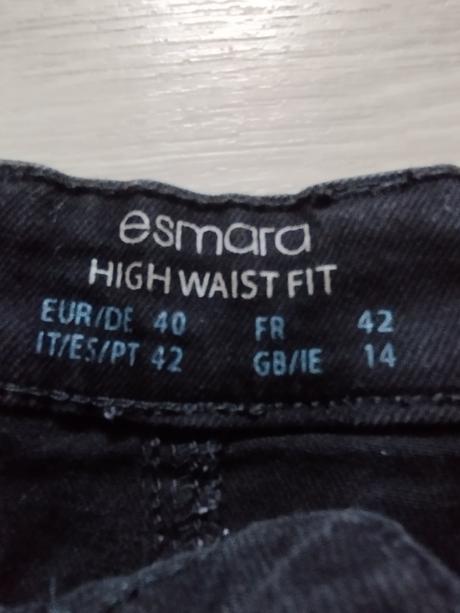 esmara
HIGH WAIST FIT
EUR/DE 40 FR 42
IT/ES/PT 42 GB/IE 14